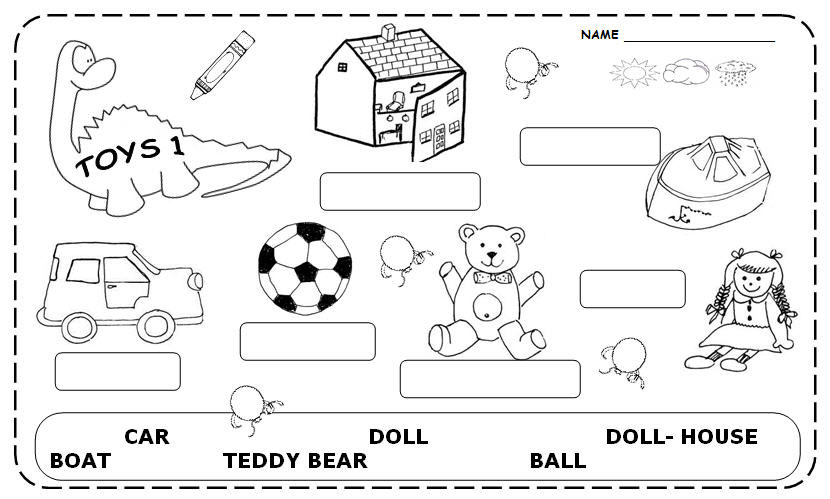 NAME
TOYS 1
CAR DOLL DOLL- HOUSE
BOAT TEDDY BEAR BALL